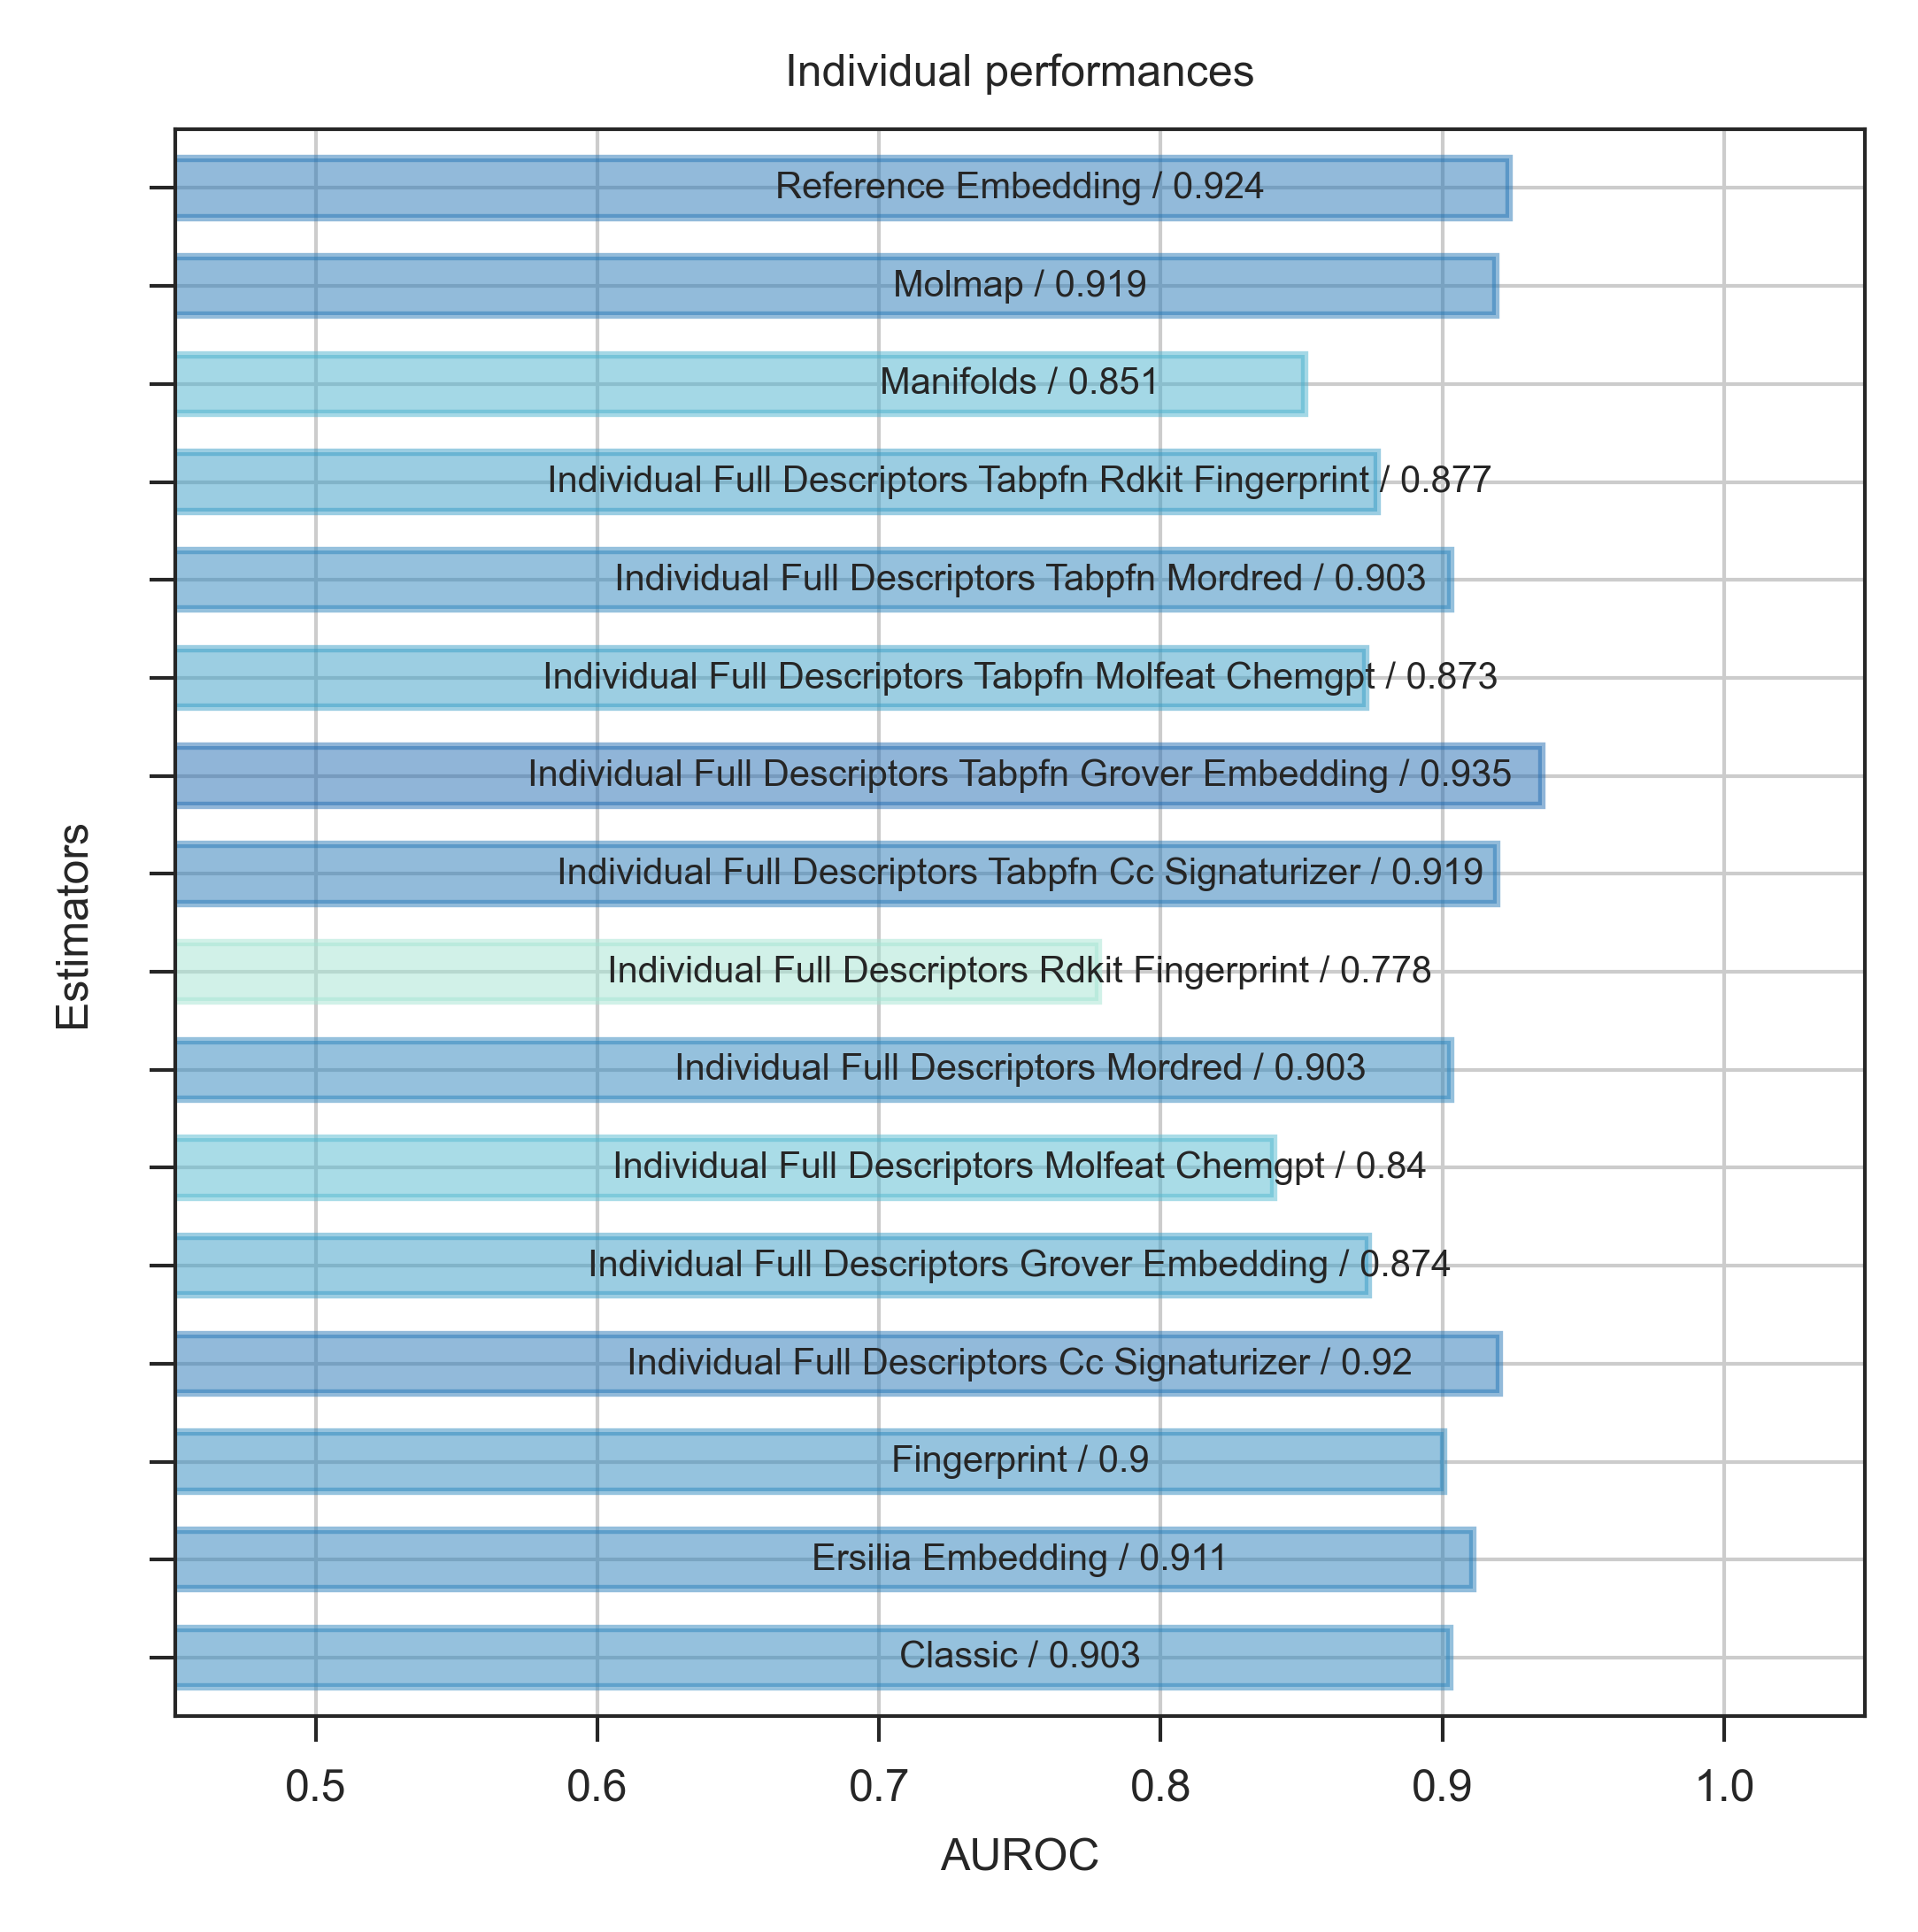 Individual performances
Reference Embedding / 0.924
Molmap / 0.919
Manifolds / 0.851
Individual Full Descriptors Tabpfn Rdkit Fingerprint / 0.877
Individual Full Descriptors Tabpfn Mordred / 0.903
Individual Full Descriptors Tabpfn Molfeat Chemgpt / 0.873
Individual Full Descriptors Tabpfn Grover Embedding / 0.935
Individual Full Descriptors Tabpfn Cc Signaturizer / 0.919
Individual Full Descriptors Rdkit Fingerprint / 0.778
Individual Full Descriptors Mordred / 0.903
Individual Full Descriptors Molfeat Chemgpt / 0.84
Individual Full Descriptors Grover Embedding / 0.874
Individual Full Descriptors Cc Signaturizer / 0.92
Fingerprint / 0.9
Ersilia Embedding / 0.911
Classic / 0.903
Estimators
0.5 0.6 0.7 0.8 0.9 1.0
AUROC